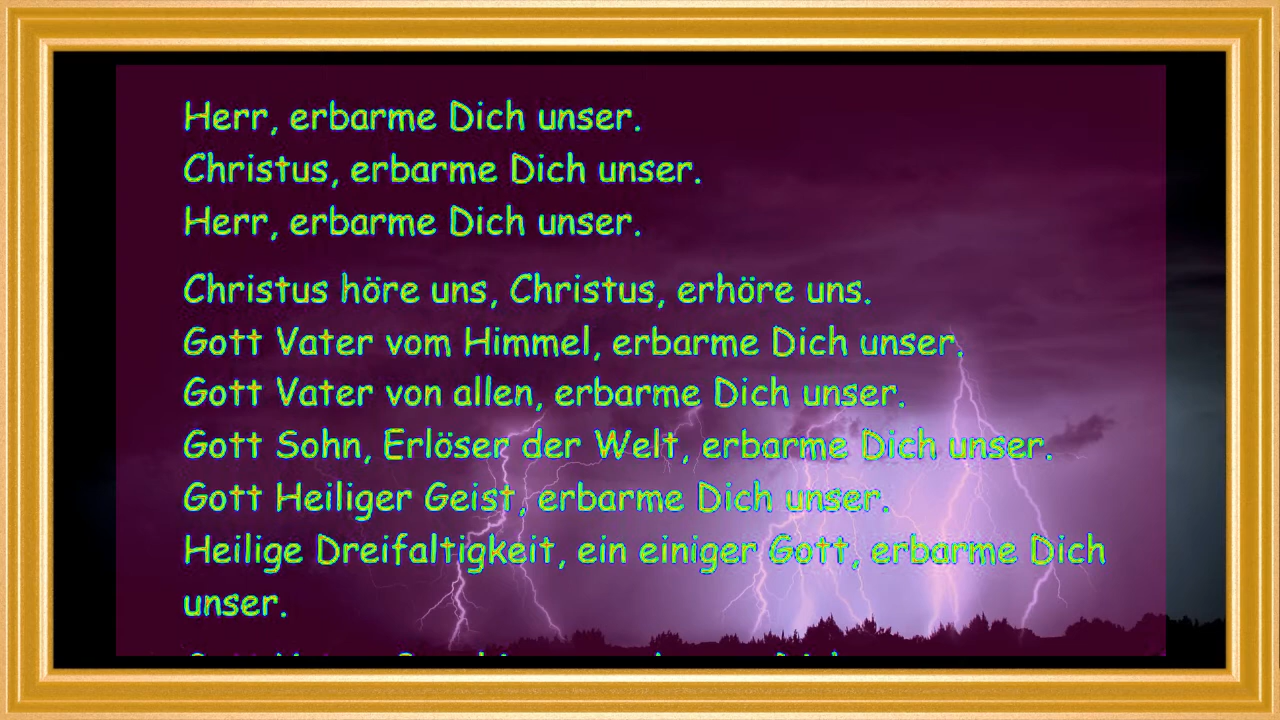 Herr, erbarme Dich unser.
Christus, erbarme Dich unser.
Herr, erbarme Dich unser.
Christus höre uns, Christus, erhöre uns.
Gott Vater vom Himmel, erbarme Dich unser.
Gott Vater von allen, erbarme Dich unser.
Gott Sohn, Erlöser der Welt, erbarme Dich unser.
Gott Heiliger Geist, erbarme Dich unser.
Heilige Dreifaltigkeit, ein einiger Gott, erbarme Dich
unser.